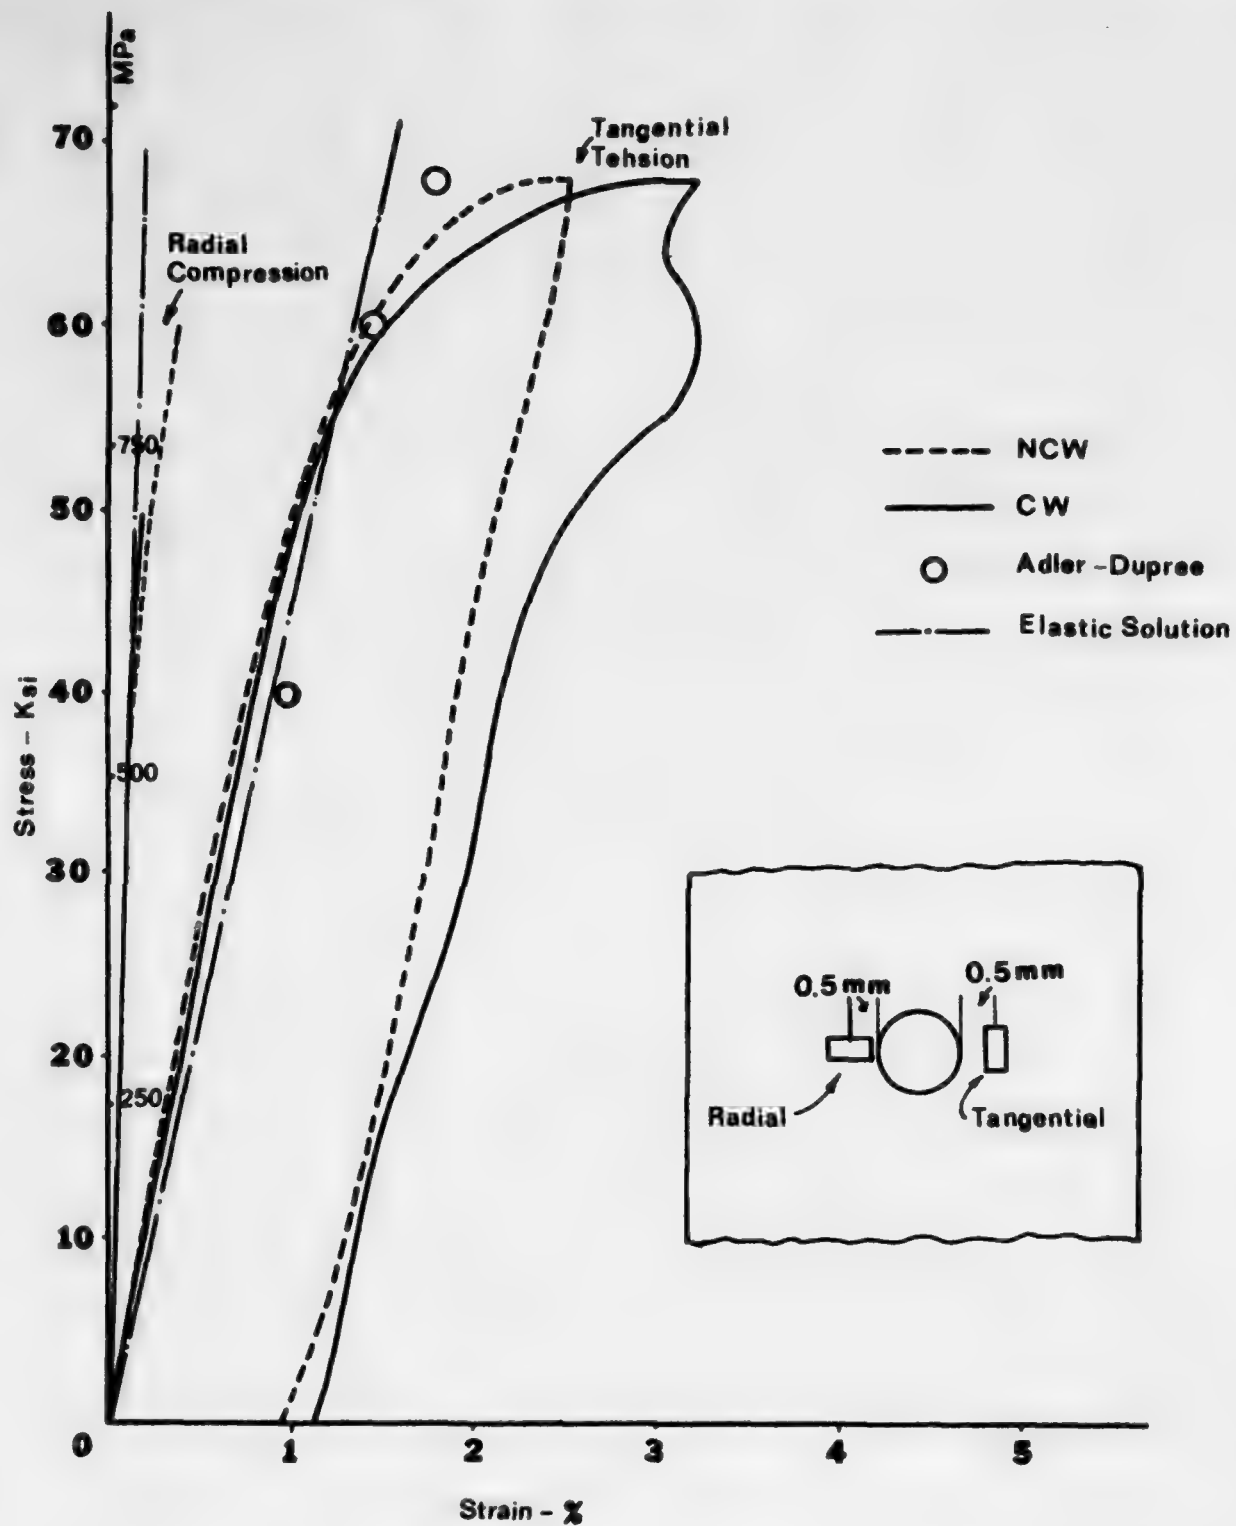 MPa
70
60
50
40
30
20
10
0
750
500
250
Stress - Ksi
Radial
Compression
Tangential
Tehsion
NCW
CW
Adler - Dupree
Elastic Solution
0.5mm
0.5mm
Radial
Tangential
1
2
3
4
5
Strain - %